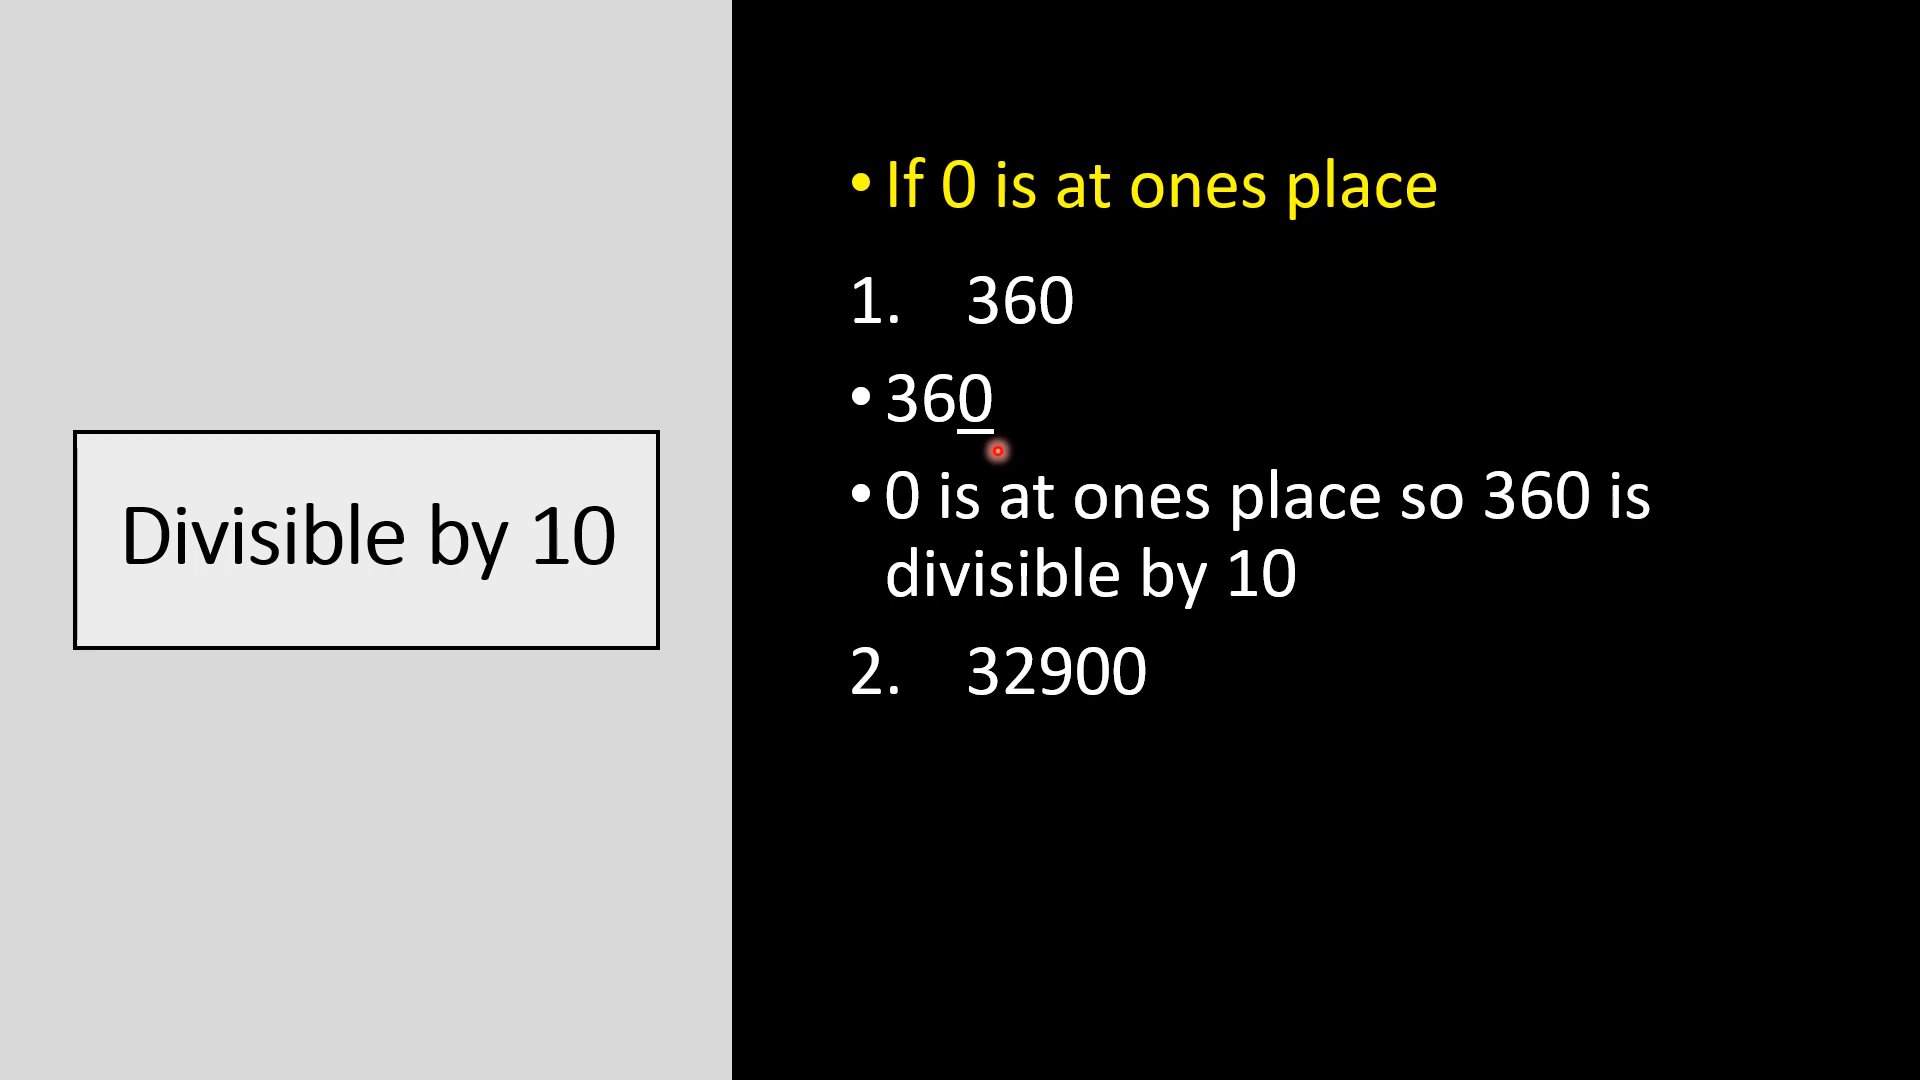 Divisible by 10
• If 0 is at ones place
1. 360
• 360
• 0 is at ones place so 360 is
divisible by 10
2. 32900